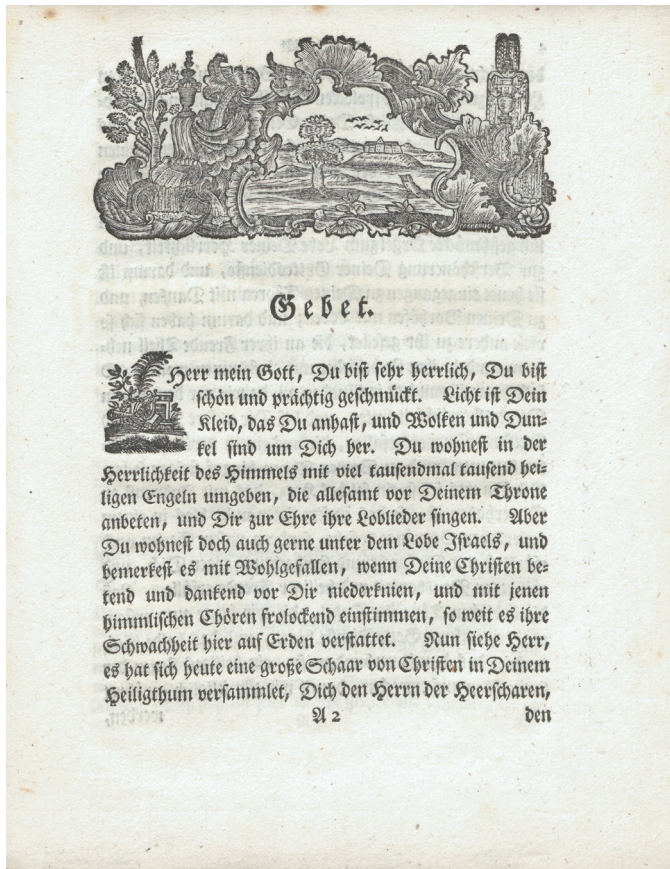 Gebet.
Herr mein Gott, Du bist sehr herrlich, Du bist
schön und prächtig geschmückt. Licht ist Dein
Kleid, das Du anhast, und Wolken und Dun-
kel sind um Dich her. Du wohnest in der
Herrlichkeit des Himmels mit viel tausendmal tausend hei-
ligen Engeln umgeben, die allesamt vor Deinem Throne
anbeten, und Dir zur Ehre ihre Loblieder singen. Aber
Du wohnest doch auch gerne unter dem Lobe Israels, und
bemerkest es mit Wohlgefallen, wenn Deine Christen be-
tend und dankend vor Dir niederknien, und mit jenen
himmlischen Chören frolockend einstimmen, so weit es ihre
Schwachheit hier auf Erden verstattet. Nun siehe Herr,
es hat sich heute eine große Schaar von Christen in Deinem
Heiligthum versammlet, Dich den Herrn der Heerscharen,
A 2 den